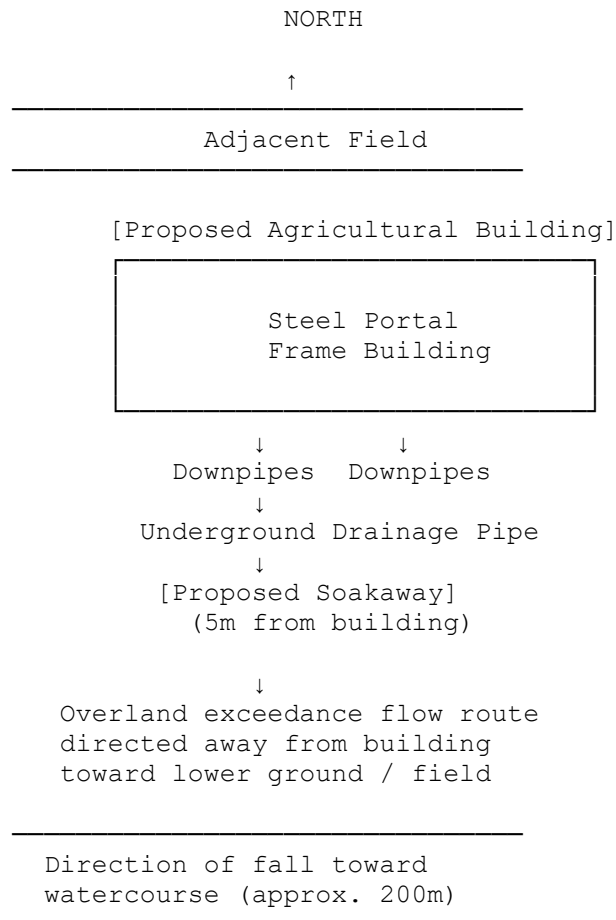 NORTH
↑
Adjacent Field
[Proposed Agricultural Building]
Steel Portal
Frame Building
↓ ↓
Downpipes Downpipes
↓
Underground Drainage Pipe
↓
[Proposed Soakaway]
(5m from building)
↓
Overland exceedance flow route
directed away from building
toward lower ground / field
Direction of fall toward
watercourse (approx. 200m)